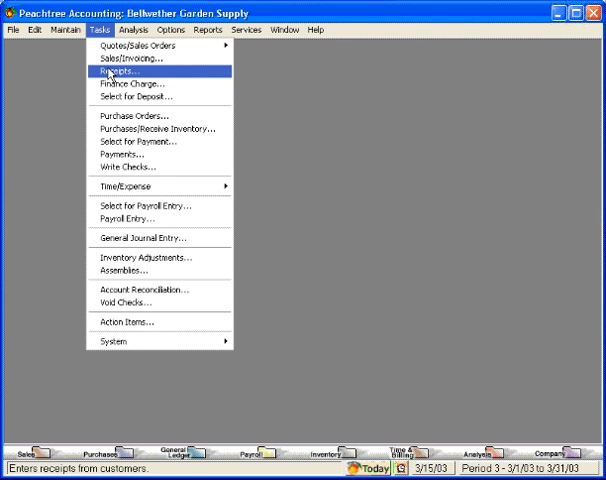 Peachtree Accounting: Bellwether Garden Supply
File Edit Maintain Tasks Analysis Options Reports Services Window Help
Quotes/Sales Orders
Sales/Invoicing...
Receipts...
Finance Charge...
Select for Deposit...
Purchase Orders...
Purchases/Receive Inventory...
Select for Payment...
Payments...
Write Checks...
Time/Expense
Select for Payroll Entry...
Payroll Entry...
General Journal Entry...
Inventory Adjustments...
Assemblies...
Account Reconciliation...
Void Checks...
Action Items...
System
Sales Purchases General Ledger Payroll Inventory Time & Billing Analysis Company
Enters receipts from customers. Today 3/15/03 Period 3 - 3/1/03 to 3/31/03